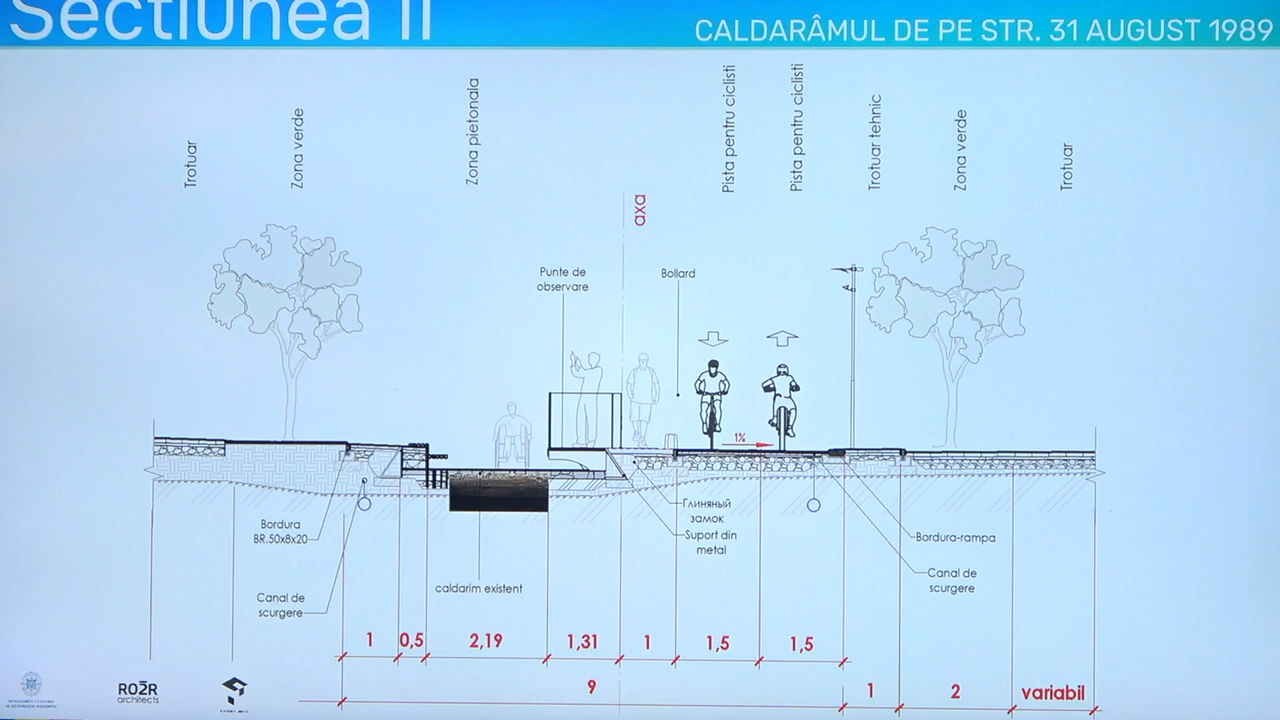 Sectiunea II
CALDARÂMUL DE PE STR. 31 AUGUST 1989
Trotuar
Zona verde
Zona pietonala
Pista pentru ciclisti
Pista pentru ciclisti
Trotuar tehnic
Zona verde
Trotuar
axa
Punte de
observare
Bollard
1%
Глиняный
замок
Suport din
metal
Bordura
BR.50x8x20
Bordura-rampa
Canal de
scurgere
caldarim existent
Canal de
scurgere
1
0,5
2,19
1,31
1
1,5
1,5
9
1
2
variabil
RO2R
architects